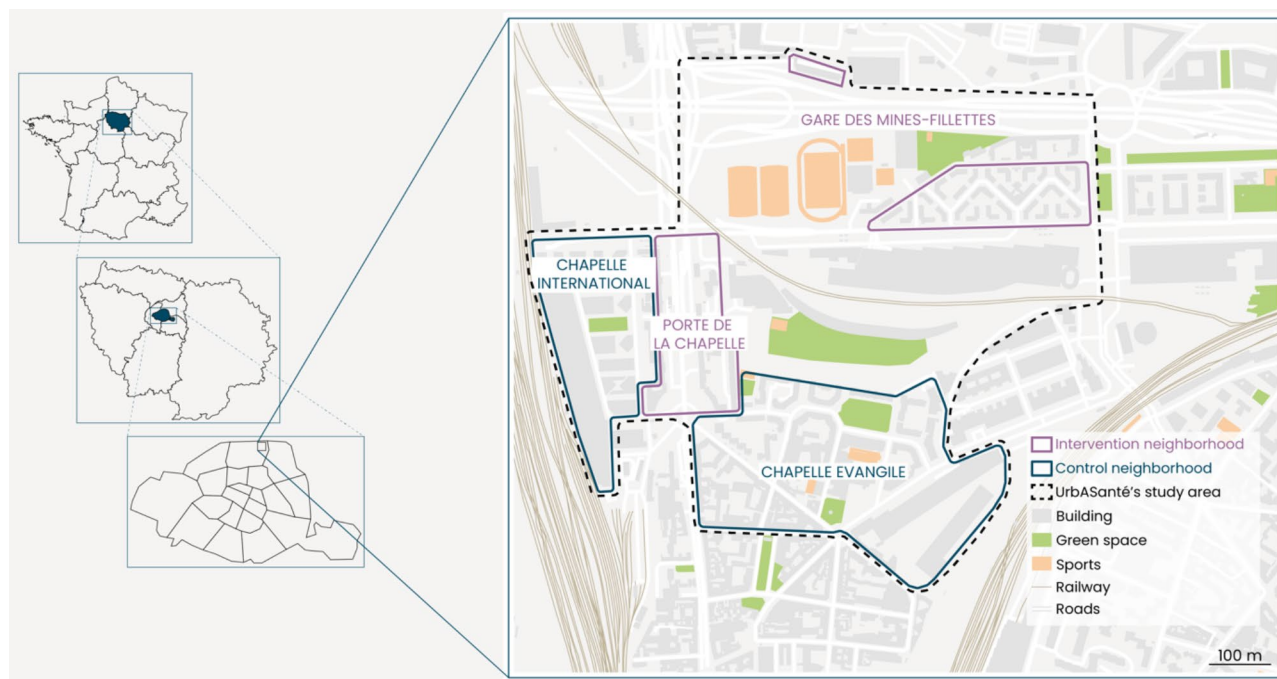 GARE DES MINES-FILLETTES
CHAPELLE
INTERNATIONAL
PORTE DE
LA CHAPELLE
CHAPELLE EVANGILE
Intervention neighborhood
Control neighborhood
UrbASanté's study area
Building
Green space
Sports
Railway
Roads
100 m